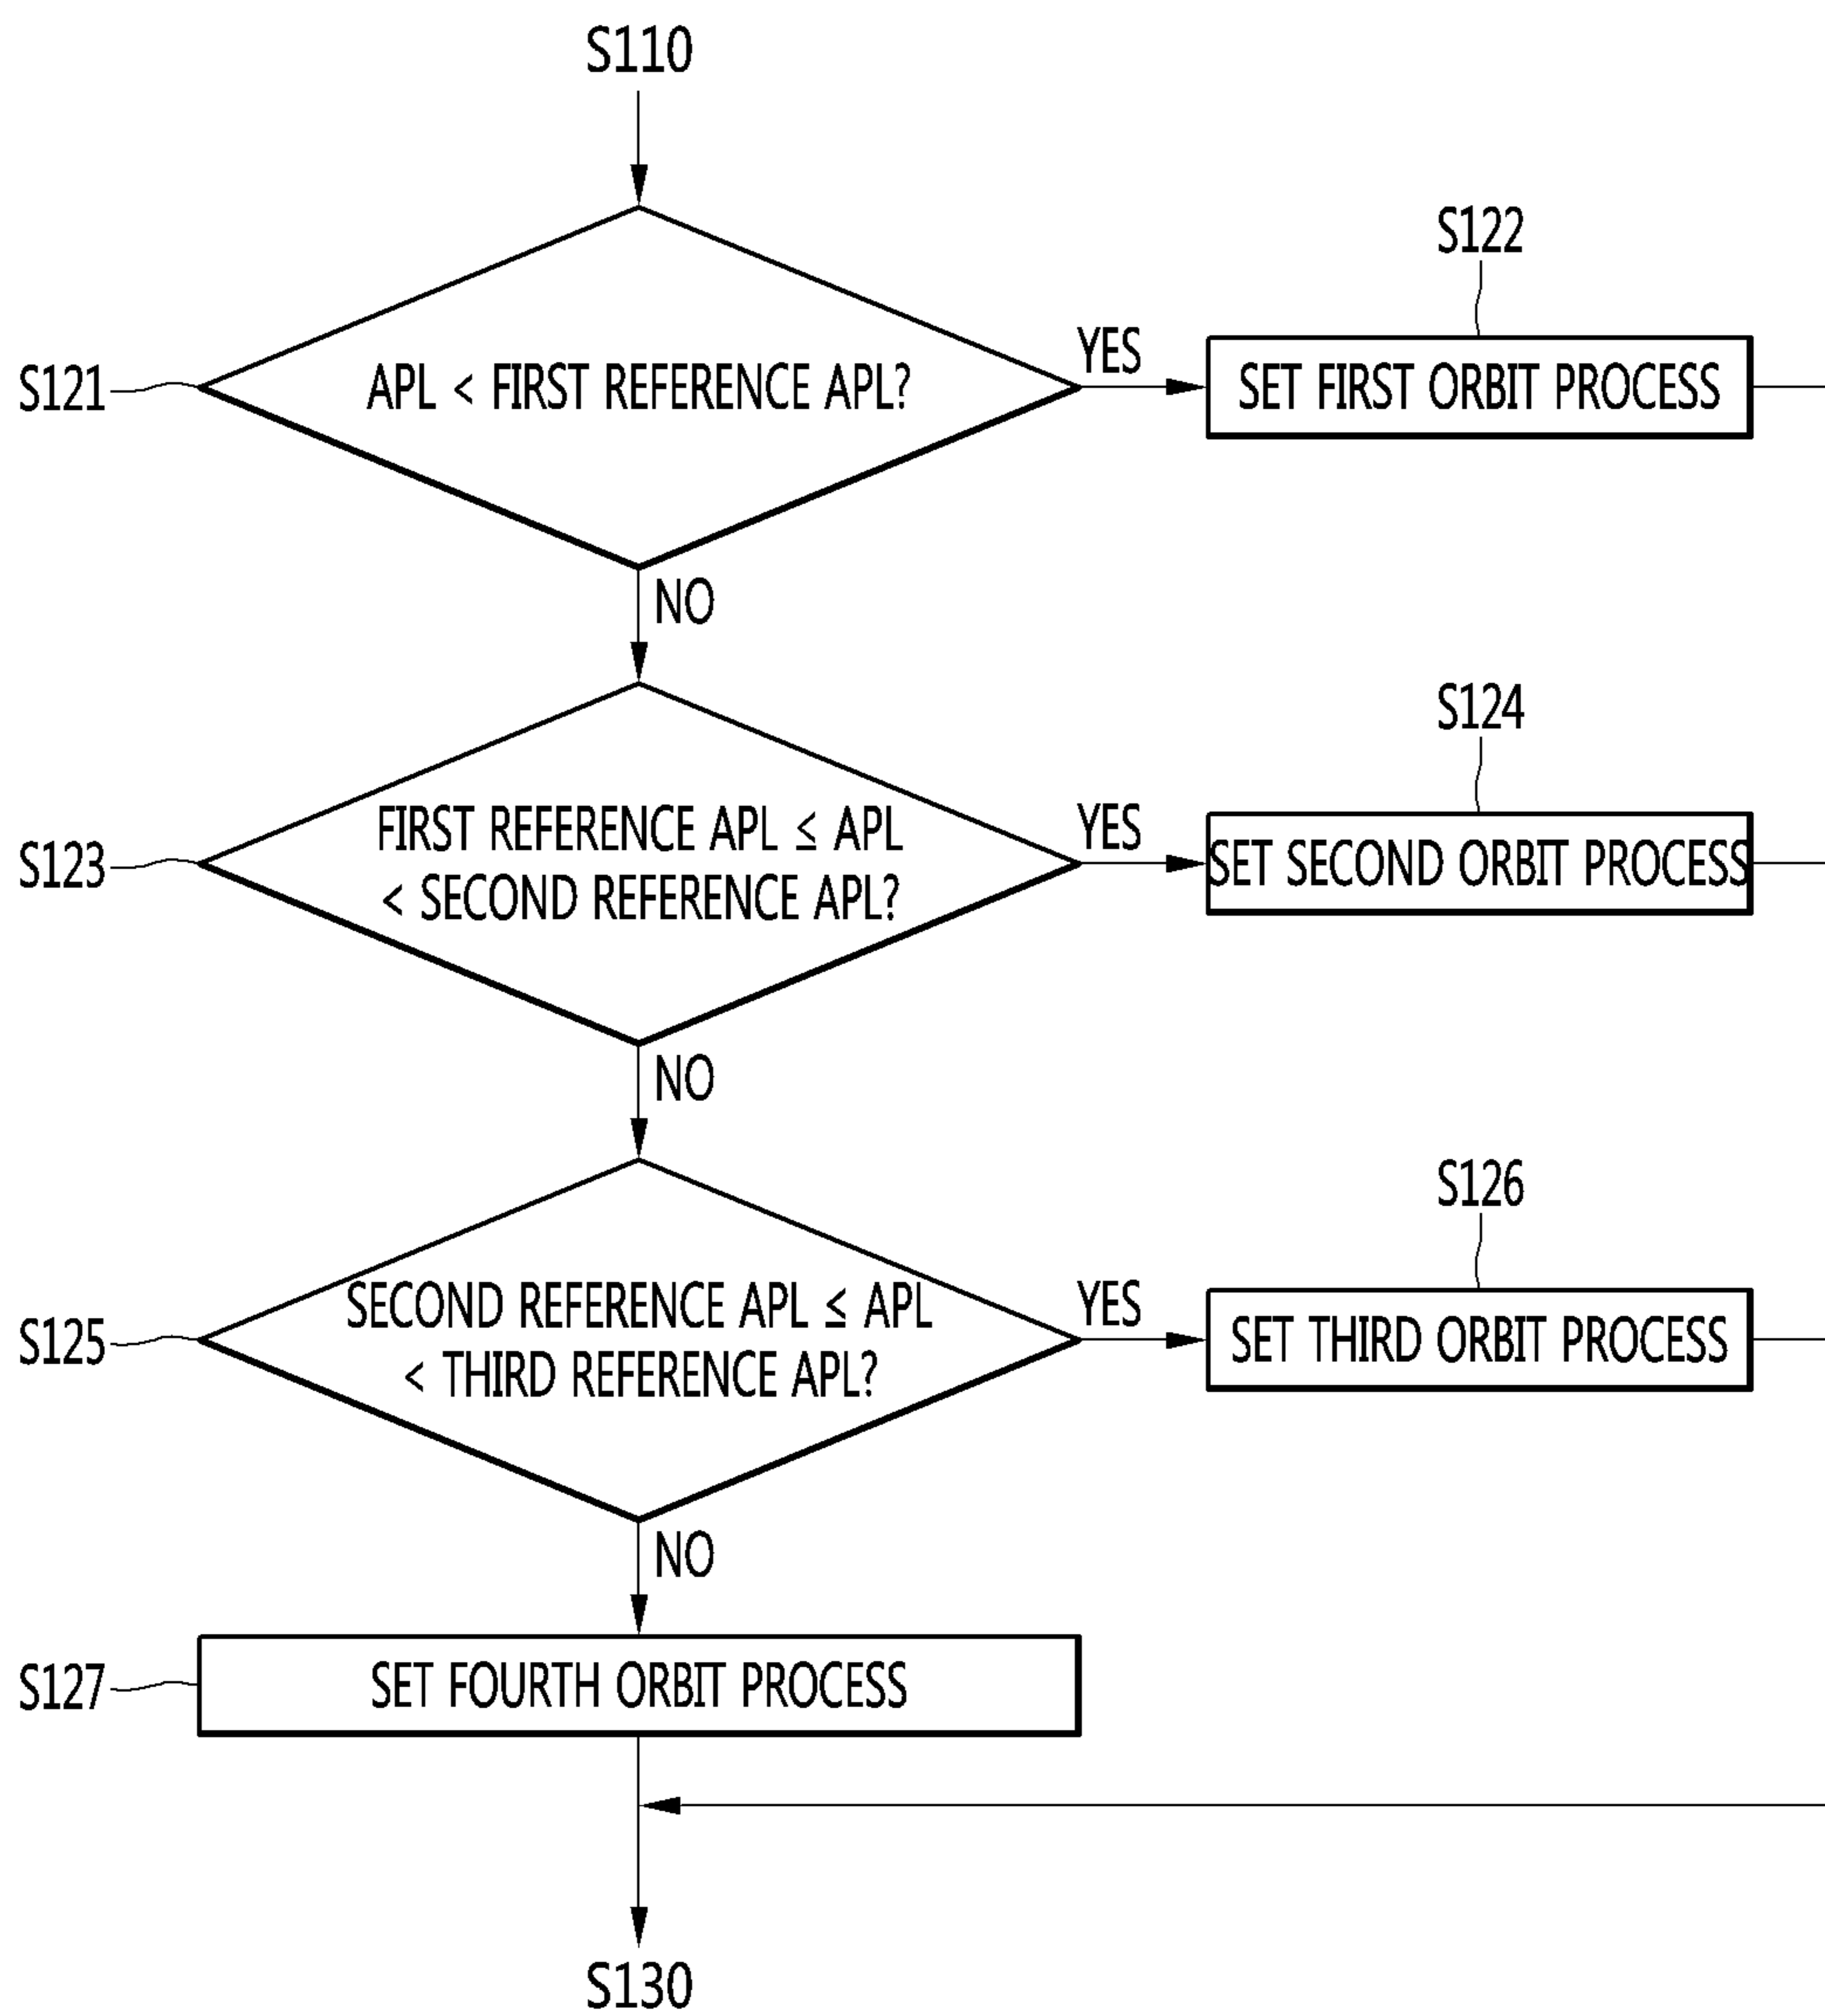 S110
S122
S121
APL < FIRST REFERENCE APL?
YES
SET FIRST ORBIT PROCESS
NO
S124
S123
FIRST REFERENCE APL ≤ APL
< SECOND REFERENCE APL?
YES
SET SECOND ORBIT PROCESS
NO
S126
S125
SECOND REFERENCE APL ≤ APL
< THIRD REFERENCE APL?
YES
SET THIRD ORBIT PROCESS
NO
S127
SET FOURTH ORBIT PROCESS
S130